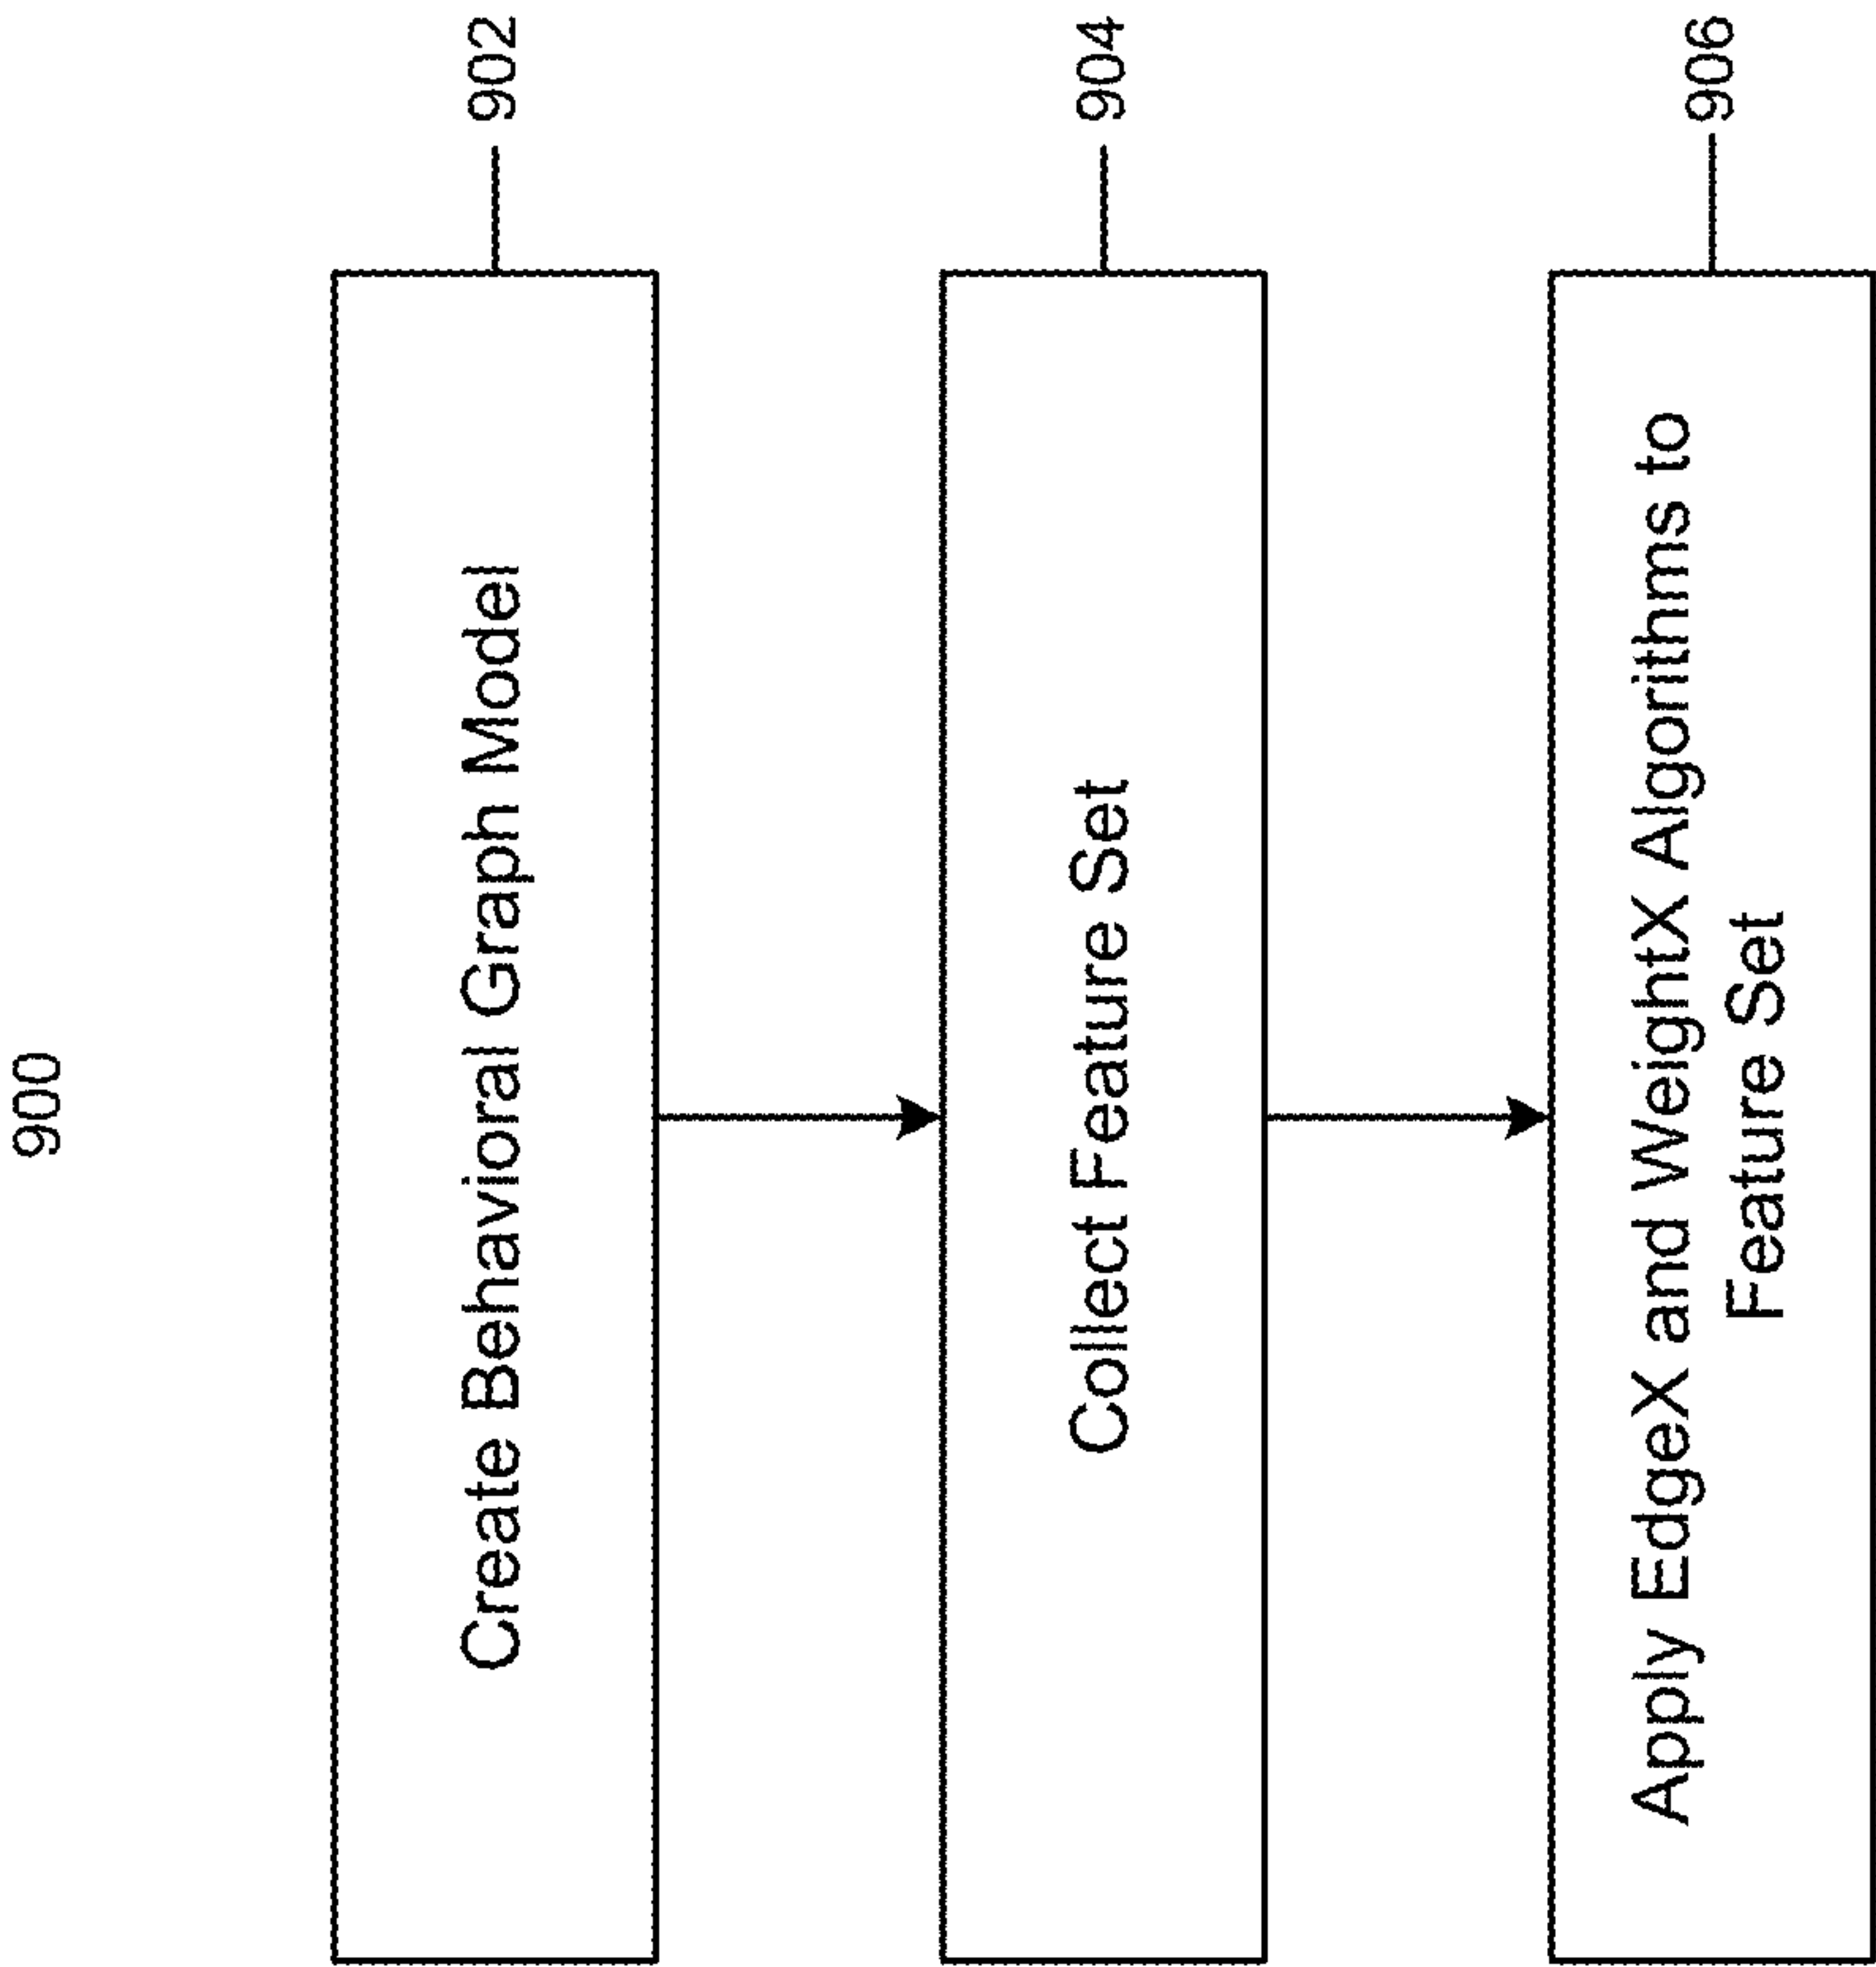 900
Create Behavioral Graph Model
902
Collect Feature Set
904
Apply EdgeX and WeightX Algorithms to
Feature Set
906